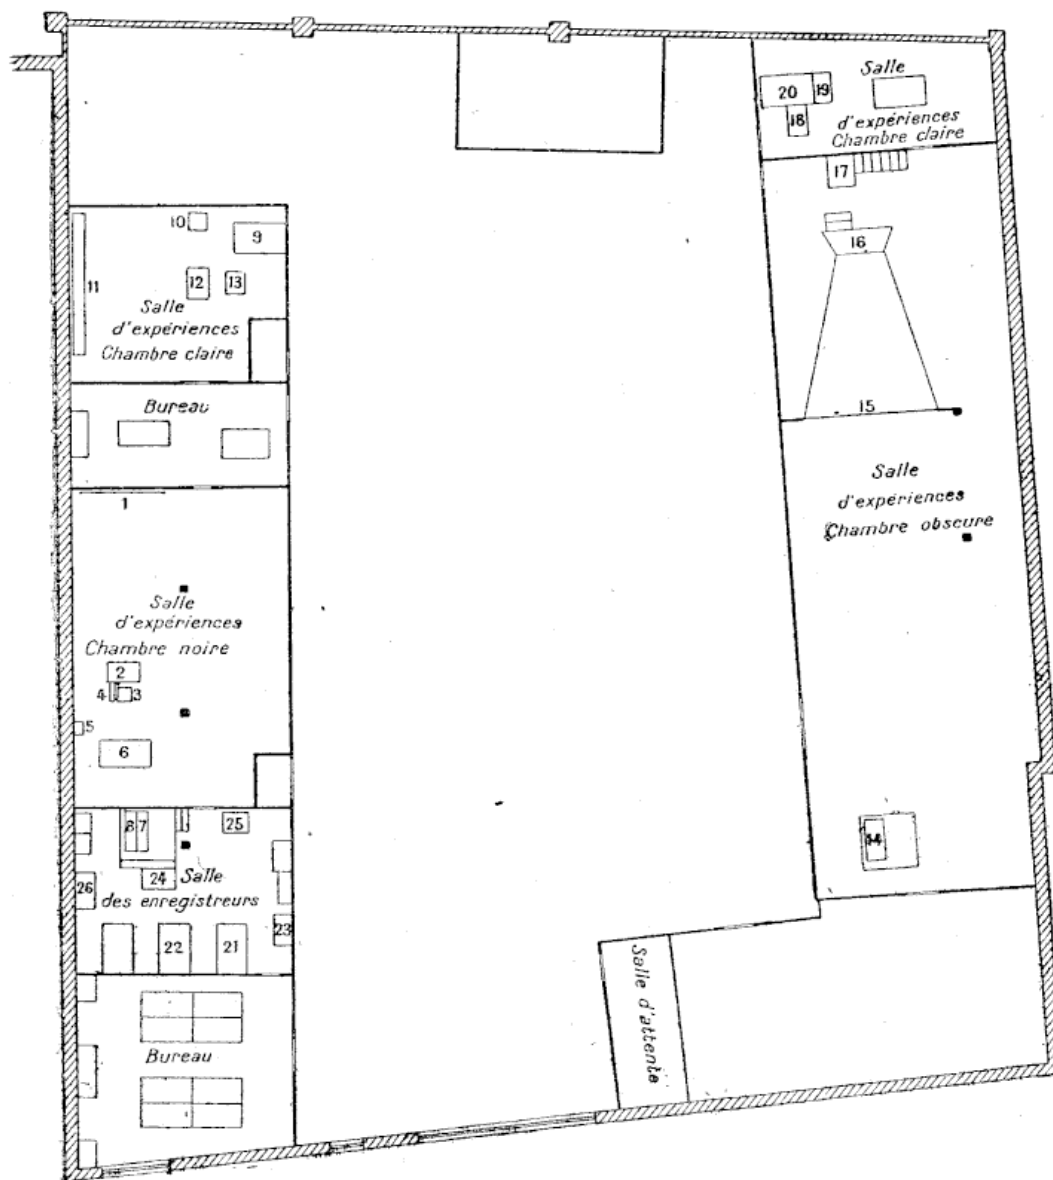 Salle
20
19
18
d'expériences
Chambre claire
17
16
15
Salle
d'expériences
Chambre obscure
14
10
9
11
12
13
Salle
d'expériences
Chambre claire
Bureau
1
Salle
d'expériences
Chambre noire
2
4
3
5
6
8
7
25
24
Salle
26
des enregistreurs
23
22
21
Bureau
Salle d'attente